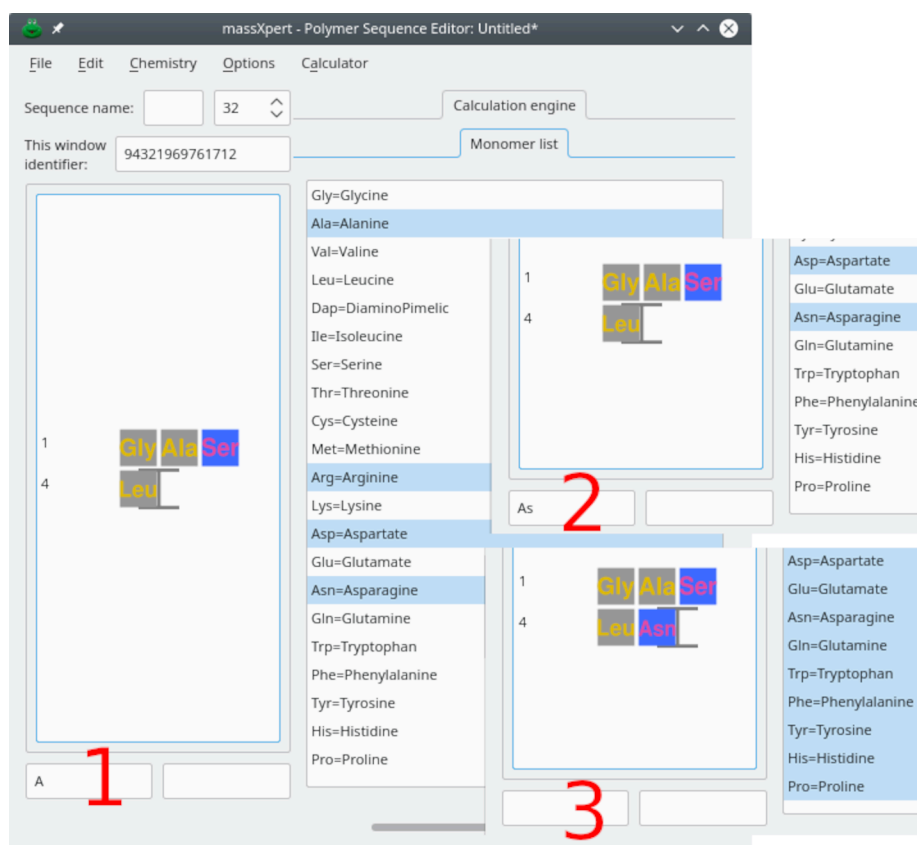 massXpert - Polymer Sequence Editor: Untitled*
File Edit Chemistry Options Calculator
Sequence name: 32
Calculation engine
This window identifier: 94321969761712
Monomer list
Gly=Glycine
Ala=Alanine
Val=Valine
Leu=Leucine
Dap=DiaminoPimelic
Ile=Isoleucine
Ser=Serine
Thr=Threonine
Cys=Cysteine
Met=Methionine
Arg=Arginine
Lys=Lysine
Asp=Aspartate
Glu=Glutamate
Asn=Asparagine
Gln=Glutamine
Trp=Tryptophan
Phe=Phenylalanine
Tyr=Tyrosine
His=Histidine
Pro=Proline
1 Gly Ala Ser
4 Leu
A
1
1 Gly Ala Ser
4 Leu
As
2
Asp=Aspartate
Glu=Glutamate
Asn=Asparagine
Gln=Glutamine
Trp=Tryptophan
Phe=Phenylalanine
Tyr=Tyrosine
His=Histidine
Pro=Proline
1 Gly Ala Ser
4 Leu Asn
3
Asp=Aspartate
Glu=Glutamate
Asn=Asparagine
Gln=Glutamine
Trp=Tryptophan
Phe=Phenylalanine
Tyr=Tyrosine
His=Histidine
Pro=Proline